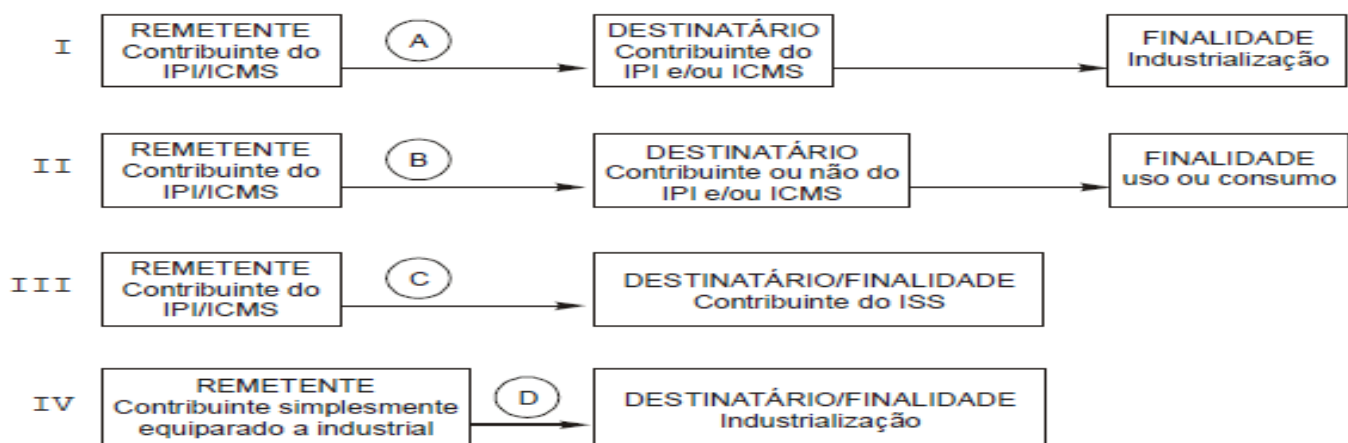 I
REMETENTE
Contribuinte do
IPI/ICMS
A
DESTINATÁRIO
Contribuinte do
IPI e/ou ICMS
FINALIDADE
Industrialização
II
REMETENTE
Contribuinte do
IPI/ICMS
B
DESTINATÁRIO
Contribuinte ou não do
IPI e/ou ICMS
FINALIDADE
uso ou consumo
III
REMETENTE
Contribuinte do
IPI/ICMS
C
DESTINATÁRIO/FINALIDADE
Contribuinte do ISS
IV
REMETENTE
Contribuinte simplesmente
equiparado a industrial
D
DESTINATÁRIO/FINALIDADE
Industrialização